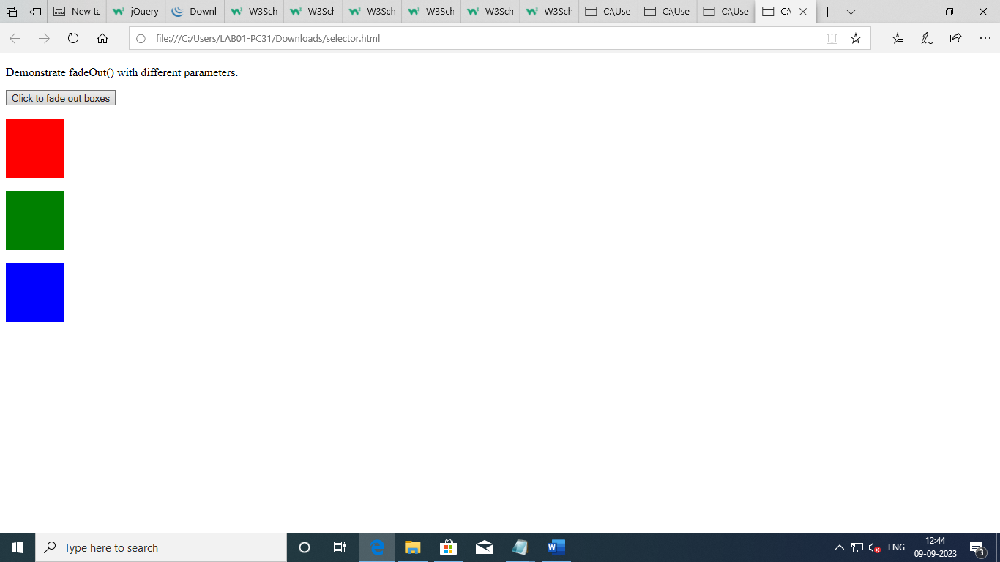 New ta
jQuery
Downl
W3Sch
W3Sch
W3Sch
W3Sch
W3Sch
W3Sch
C:\Use
C:\Use
C:\Use
C:\
file:///C:/Users/LAB01-PC31/Downloads/selector.html
Demonstrate fadeOut() with different parameters.
Click to fade out boxes
Type here to search
ENG
12:44
09-09-2023
3